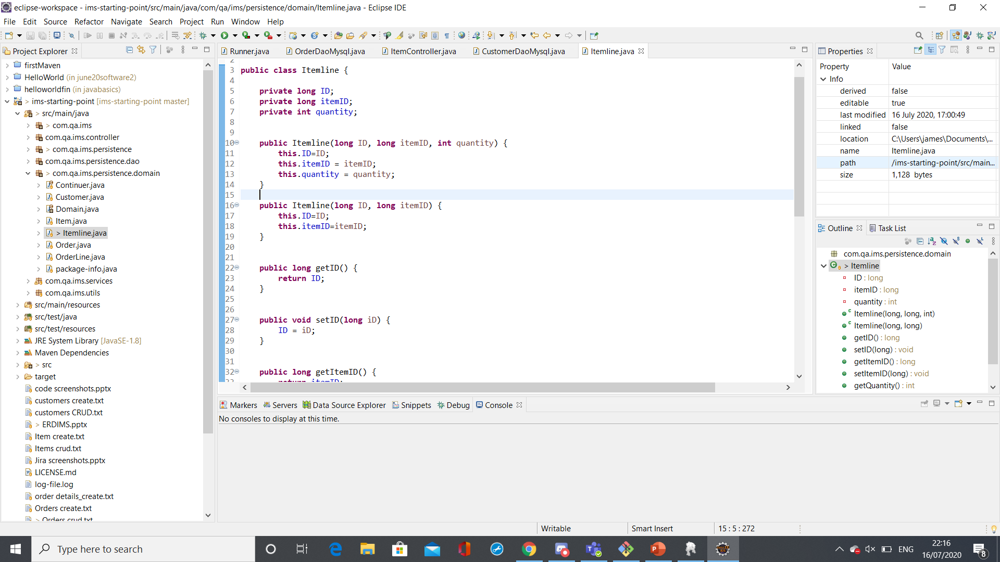 eclipse-workspace - ims-starting-point/src/main/java/com/qa/ims/persistence/domain/Itemline.java - Eclipse IDE
File Edit Source Refactor Navigate Search Project Run Window Help
Project Explorer
firstMaven
HelloWorld (in june20software2)
helloworldfin (in javabasics)
> ims-starting-point [ims-starting-point master]
> src/main/java
> com.qa.ims
com.qa.ims.controller
> com.qa.ims.persistence
com.qa.ims.persistence.dao
> com.qa.ims.persistence.domain
Continuer.java
Customer.java
Domain.java
Item.java
> Itemline.java
Order.java
OrderLine.java
package-info.java
com.qa.ims.services
com.qa.ims.utils
src/main/resources
src/test/java
src/test/resources
JRE System Library [JavaSE-1.8]
Maven Dependencies
> src
target
code screenshots.pptx
customers create.txt
customers CRUD.txt
> ERDIMS.pptx
Item create.txt
Items crud.txt
Jira screenshots.pptx
LICENSE.md
log-file.log
order details_create.txt
Orders create.txt
> Orders crud.txt
Runner.java OrderDaoMysql.java ItemController.java CustomerDaoMysql.java Itemline.java
2
3 public class Itemline {
4
5 private long ID;
6 private long itemID;
7 private int quantity;
8
9
10 public Itemline(long ID, long itemID, int quantity) {
11 this.ID=ID;
12 this.itemID = itemID;
13 this.quantity = quantity;
14 }
15
16 public Itemline(long ID, long itemID) {
17 this.ID=ID;
18 this.itemID=itemID;
19 }
20
21
22 public long getID() {
23 return ID;
24 }
25
26
27 public void setID(long iD) {
28 ID = iD;
29 }
30
31
32 public long getItemID() {
33 return itemID;
Markers Servers Data Source Explorer Snippets Debug Console
No consoles to display at this time.
Properties
Property Value
Info
derived false
editable true
last modified 16 July 2020, 17:00:49
linked false
location C:\Users\james\Documents\...
name Itemline.java
path /ims-starting-point/src/main...
size 1,128 bytes
Outline Task List
com.qa.ims.persistence.domain
> Itemline
ID : long
itemID : long
quantity : int
Itemline(long, long, int)
Itemline(long, long)
getID() : long
setID(long) : void
getItemID() : long
setItemID(long) : void
getQuantity() : int
Writable Smart Insert 15 : 5 : 272
Type here to search
ENG
22:16
16/07/2020
8